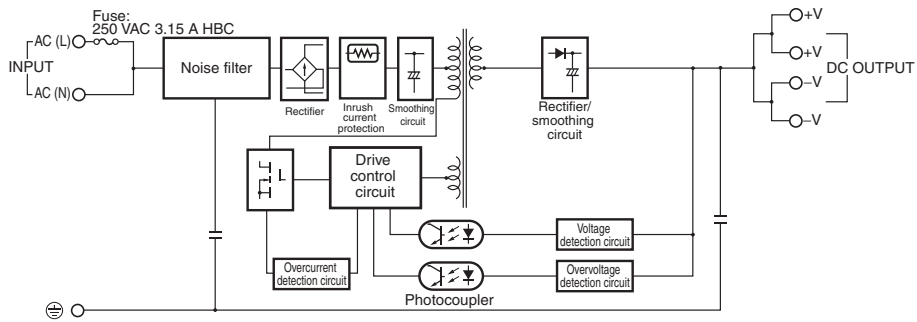 Fuse:
250 VAC 3.15 A HBC
AC (L)
INPUT
AC (N)
Noise filter
Rectifier
Inrush
current
protection
Smoothing
circuit
Rectifier/
smoothing
circuit
+V
+V
DC OUTPUT
−V
−V
Drive
control
circuit
Overcurrent
detection circuit
Voltage
detection circuit
Overvoltage
detection circuit
Photocoupler